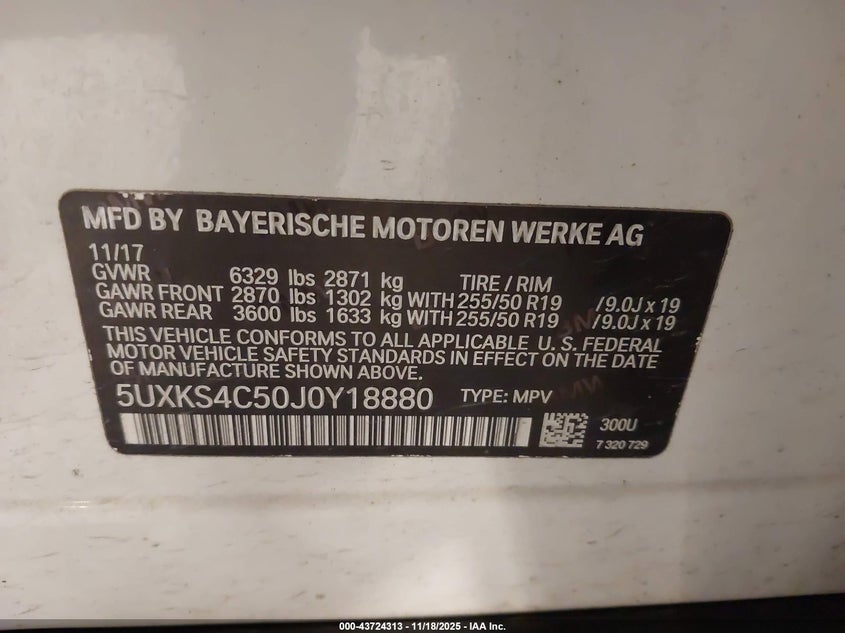 MFD BY BAYERISCHE MOTOREN WERKE AG
11/17
GVWR 6329 lbs 2871 kg TIRE / RIM
GAWR FRONT 2870 lbs 1302 kg WITH 255/50 R19 /9.0J x 19
GAWR REAR 3600 lbs 1633 kg WITH 255/50 R19 /9.0J x 19
THIS VEHICLE CONFORMS TO ALL APPLICABLE U. S. FEDERAL
MOTOR VEHICLE SAFETY STANDARDS IN EFFECT ON THE DATE
OF MANUFACTURE SHOWN ABOVE.
5UXKS4C50J0Y18880 TYPE: MPV
300U
7 320 729
000-43724313 - 11/18/2025 - IAA Inc.